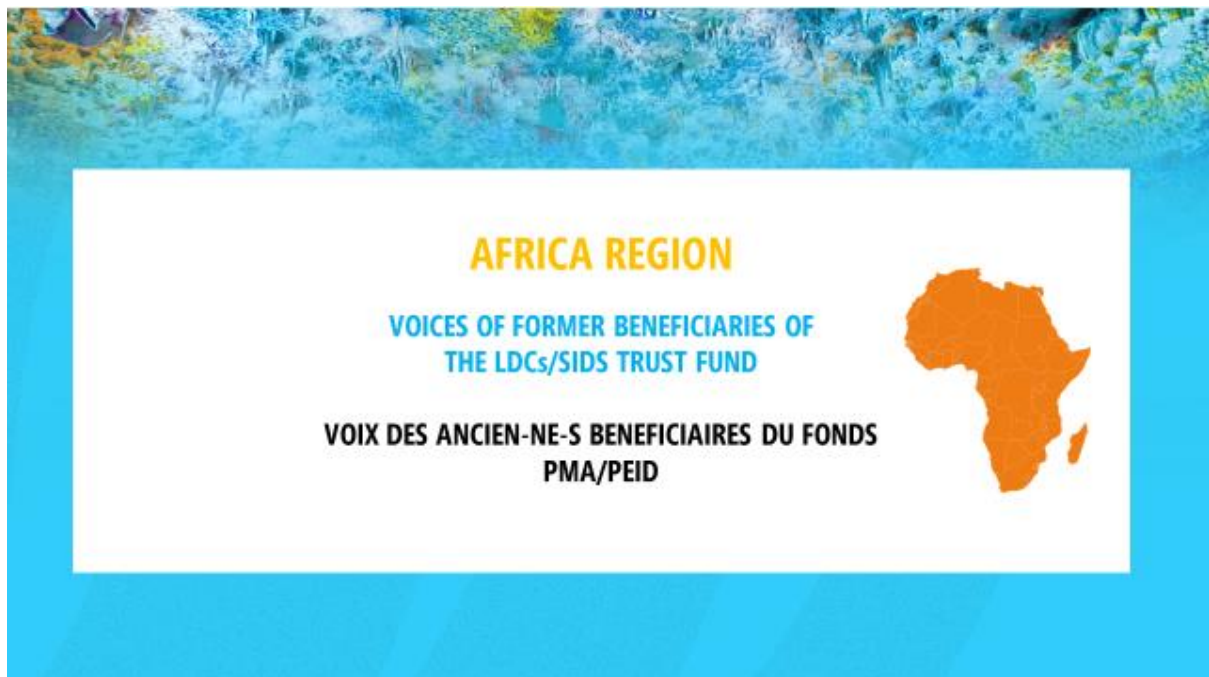 AFRICA REGION
VOICES OF FORMER BENEFICIARIES OF
THE LDCs/SIDS TRUST FUND
VOIX DES ANCIEN-NE-S BENEFICIAIRES DU FONDS
PMA/PEID